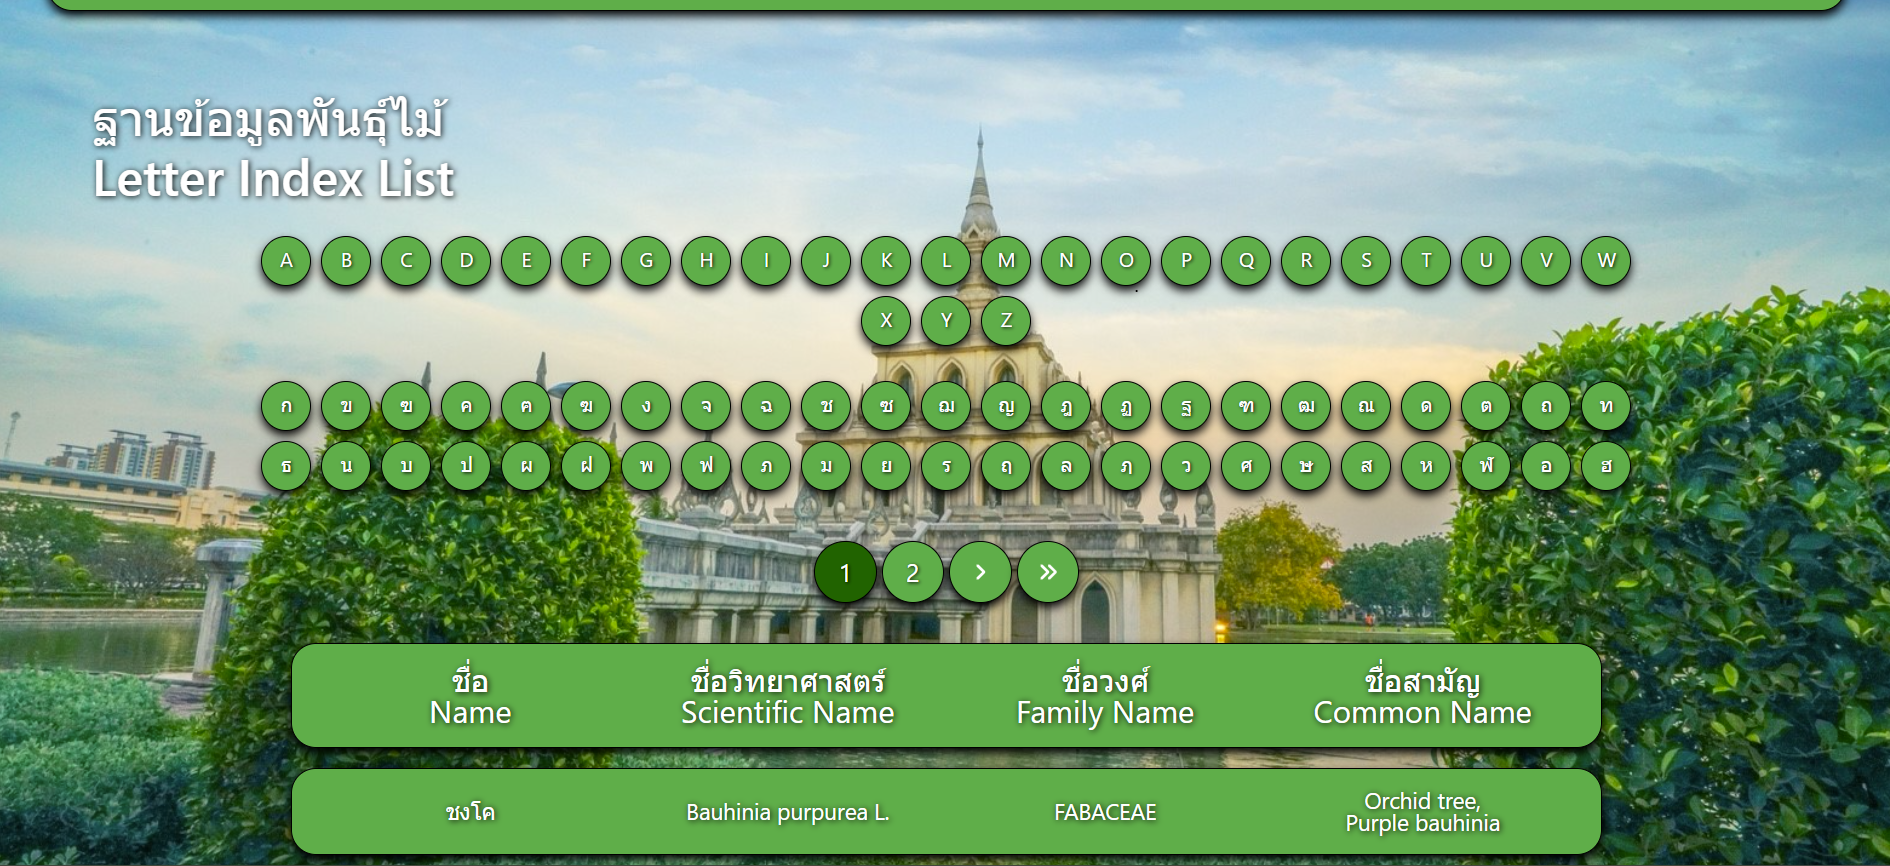 ฐานข้อมูลพันธุ์ไม้
Letter Index List
A B C D E F G H I J K L M N O P Q R S T U V W
X Y Z
ก ข ฃ ค ฅ ฆ ง จ ฉ ช ซ ฌ ญ ฎ ฏ ฐ ฑ ฒ ณ ด ต ถ ท
ธ น บ ป ผ ฝ พ ฟ ภ ม ย ร ฤ ล ฦ ว ศ ษ ส ห ฬ อ ฮ
1 2 › »
ชื่อ ชื่อวิทยาศาสตร์ ชื่อวงศ์ ชื่อสามัญ
Name Scientific Name Family Name Common Name
ชงโค Bauhinia purpurea L. FABACEAE Orchid tree,
Purple bauhinia